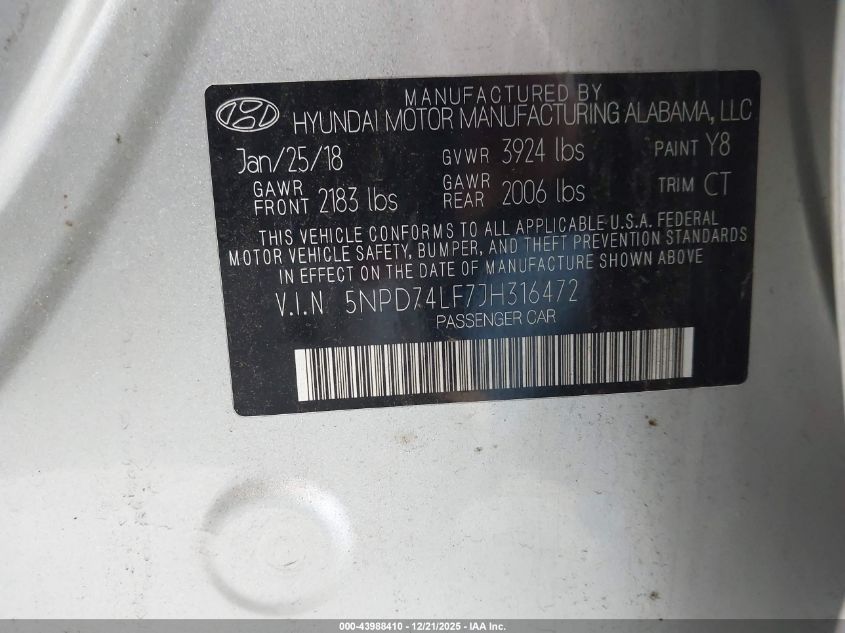 MANUFACTURED BY
HYUNDAI MOTOR MANUFACTURING ALABAMA, LLC
Jan/25/18 GVWR 3924 lbs PAINT Y8
GAWR FRONT 2183 lbs GAWR REAR 2006 lbs TRIM CT
THIS VEHICLE CONFORMS TO ALL APPLICABLE U.S.A. FEDERAL
MOTOR VEHICLE SAFETY, BUMPER, AND THEFT PREVENTION STANDARDS
IN EFFECT ON THE DATE OF MANUFACTURE SHOWN ABOVE.
V.I.N 5NPD74LF7JH316472
PASSENGER CAR
000-43988410 - 12/21/2025 - IAA Inc.